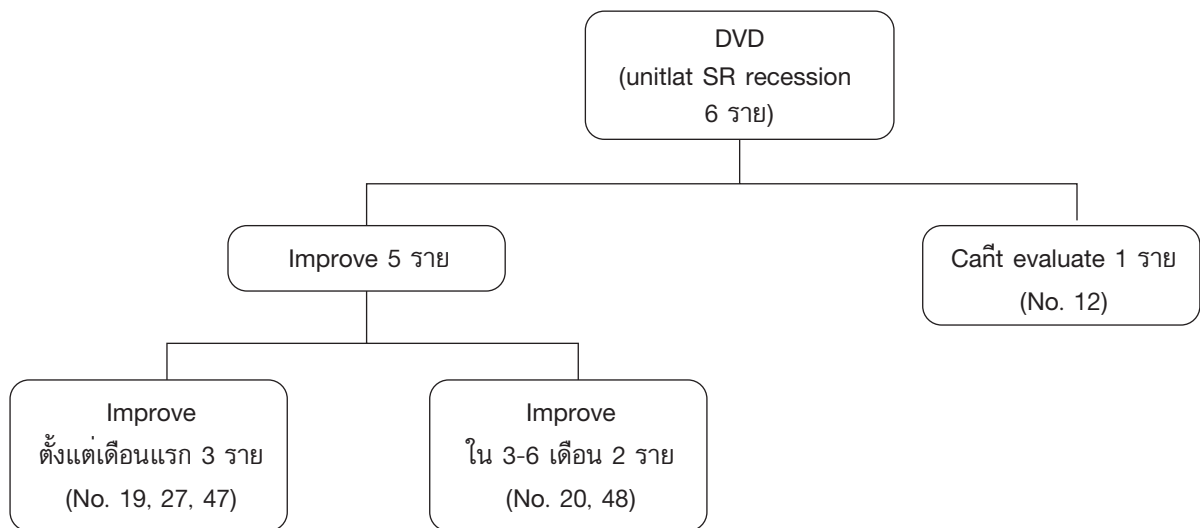 DVD
(unitlat SR recession
6 ราย)
Improve 5 ราย
Can๊t evaluate 1 ราย
(No. 12)
Improve
ตั้งแต่เดือนแรก 3 ราย
(No. 19, 27, 47)
Improve
ใน 3-6 เดือน 2 ราย
(No. 20, 48)